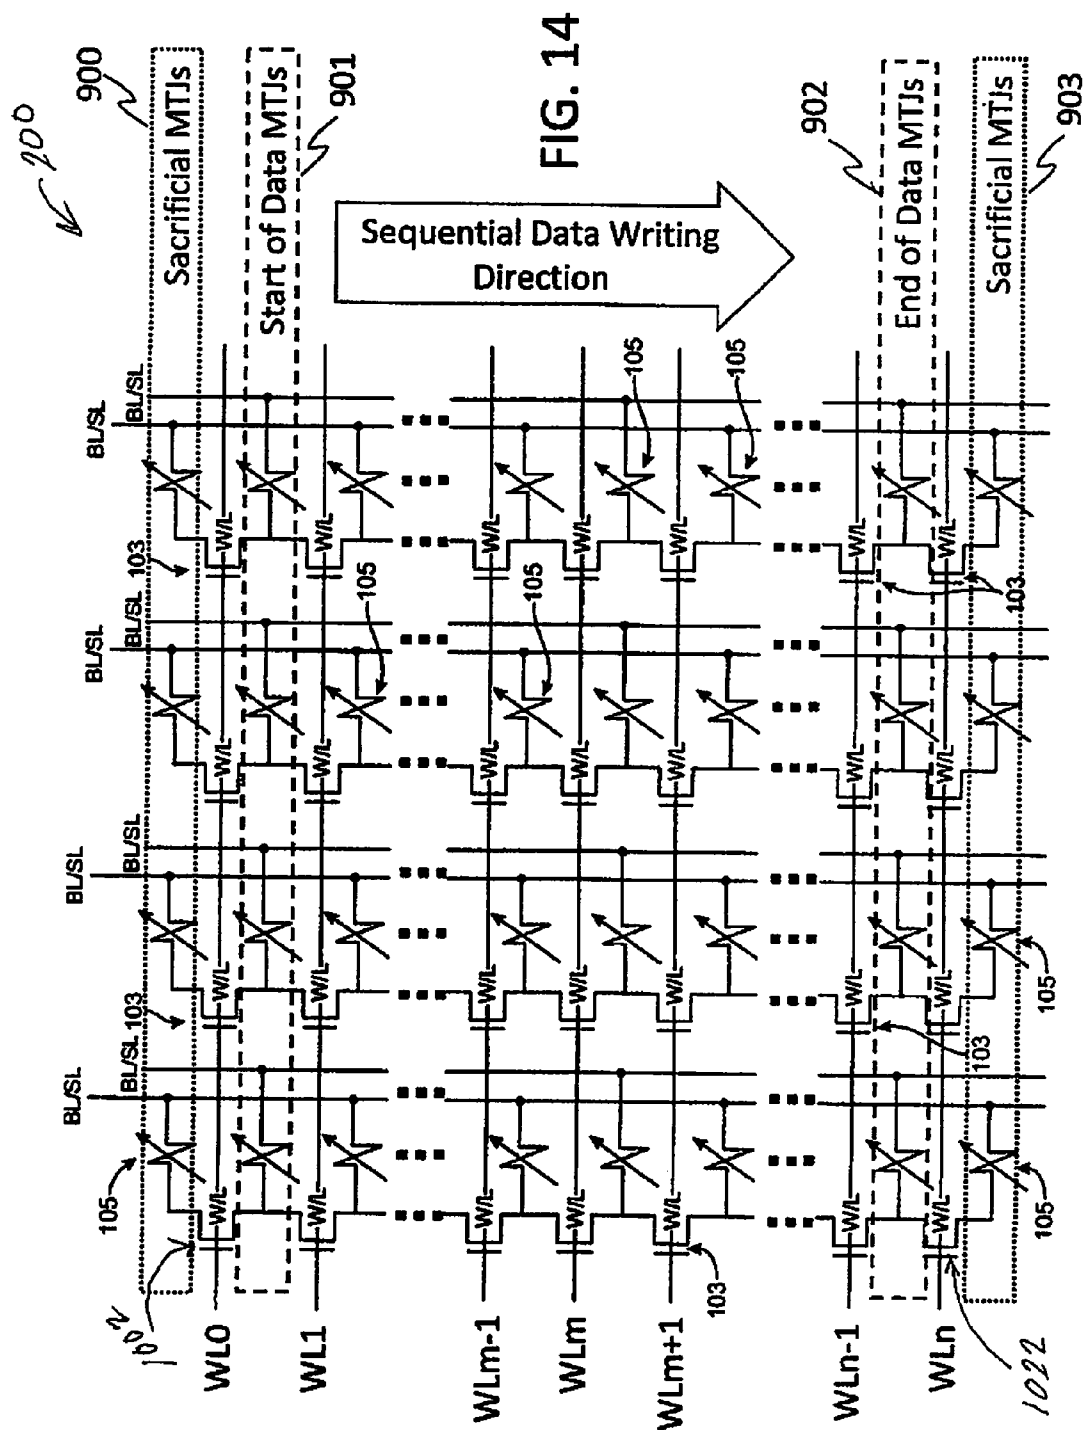 200
900
Sacrificial MTJs
Start of Data MTJs
901
FIG. 14
Sequential Data Writing
Direction
902
End of Data MTJs
Sacrificial MTJs
903
BL/SL
BL/SL
BL/SL
BL/SL
BL/SL
BL/SL
BL/SL
BL/SL
1002
105
103
103
WL0 W/L W/L W/L W/L
WL1 W/L W/L W/L W/L
105
WLm-1 W/L W/L W/L W/L
105
WLm W/L W/L W/L W/L
105
WLm+1 W/L W/L W/L W/L
103
105
WLn-1 W/L W/L W/L W/L
103
103
WLn W/L W/L W/L W/L
1022
105
105